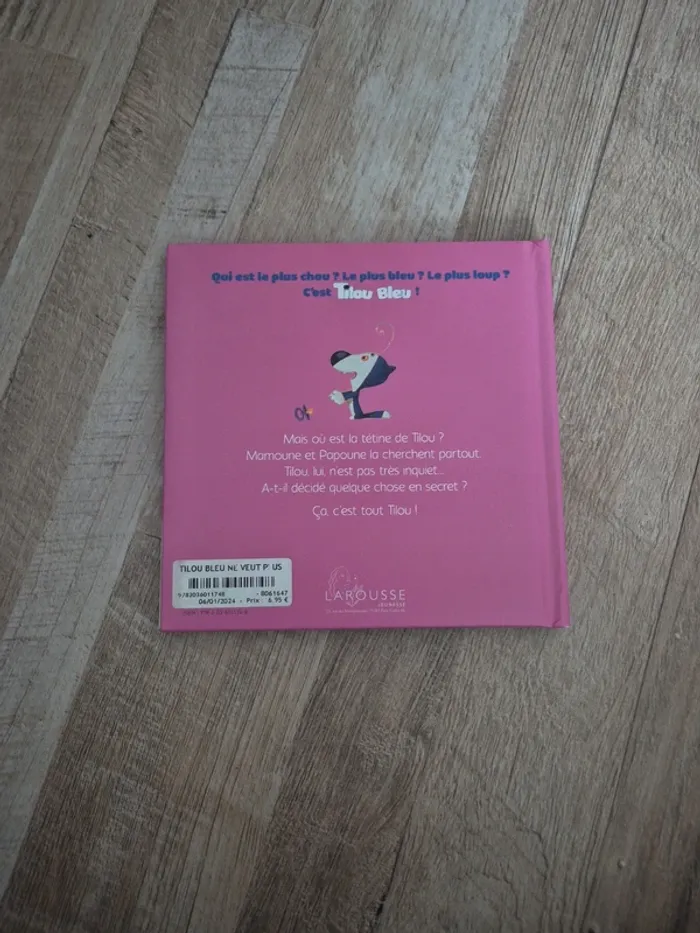 Qui est le plus chou ? Le plus bleu ? Le plus loup ?
C'est Tilou Bleu !
Mais où est la tétine de Tilou ?
Mamoune et Papoune la cherchent partout.
Tilou, lui, n'est pas très inquiet...
A-t-il décidé quelque chose en secret ?
Ça, c'est tout Tilou !
TILOU BLEU NE VEUT P US
9782036011748 - 8061647
06/01/2024 - Prix : 6.95 €
LAROUSSE
JEUNESSE